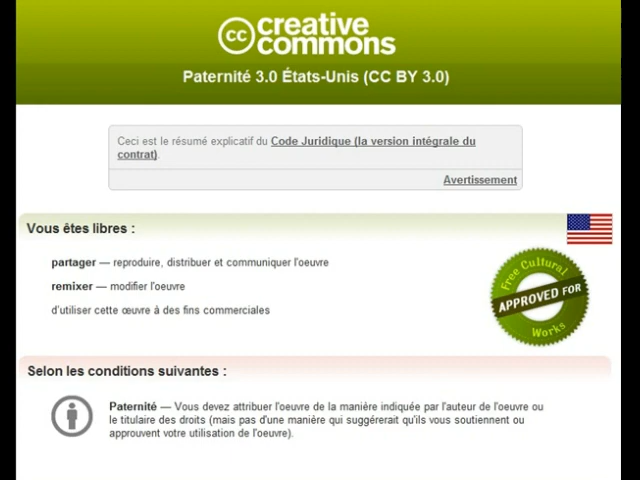 cc creative commons
Paternité 3.0 États-Unis (CC BY 3.0)
Ceci est le résumé explicatif du Code Juridique (la version intégrale du
contrat).
Avertissement
Vous êtes libres :
partager — reproduire, distribuer et communiquer l'oeuvre
remixer — modifier l'oeuvre
d'utiliser cette œuvre à des fins commerciales
Free Cultural
APPROVED FOR
Works
Selon les conditions suivantes :
Paternité — Vous devez attribuer l'oeuvre de la manière indiquée par l'auteur de l'oeuvre ou
le titulaire des droits (mais pas d'une manière qui suggérerait qu'ils vous soutiennent ou
approuvent votre utilisation de l'oeuvre).